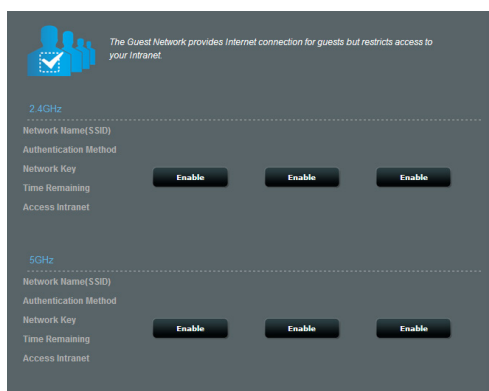 The Guest Network provides Internet connection for guests but restricts access to
your Intranet.
2.4GHz
Network Name(SSID)
Authentication Method
Network Key
Enable Enable Enable
Time Remaining
Access Intranet
5GHz
Network Name(SSID)
Authentication Method
Network Key
Enable Enable Enable
Time Remaining
Access Intranet